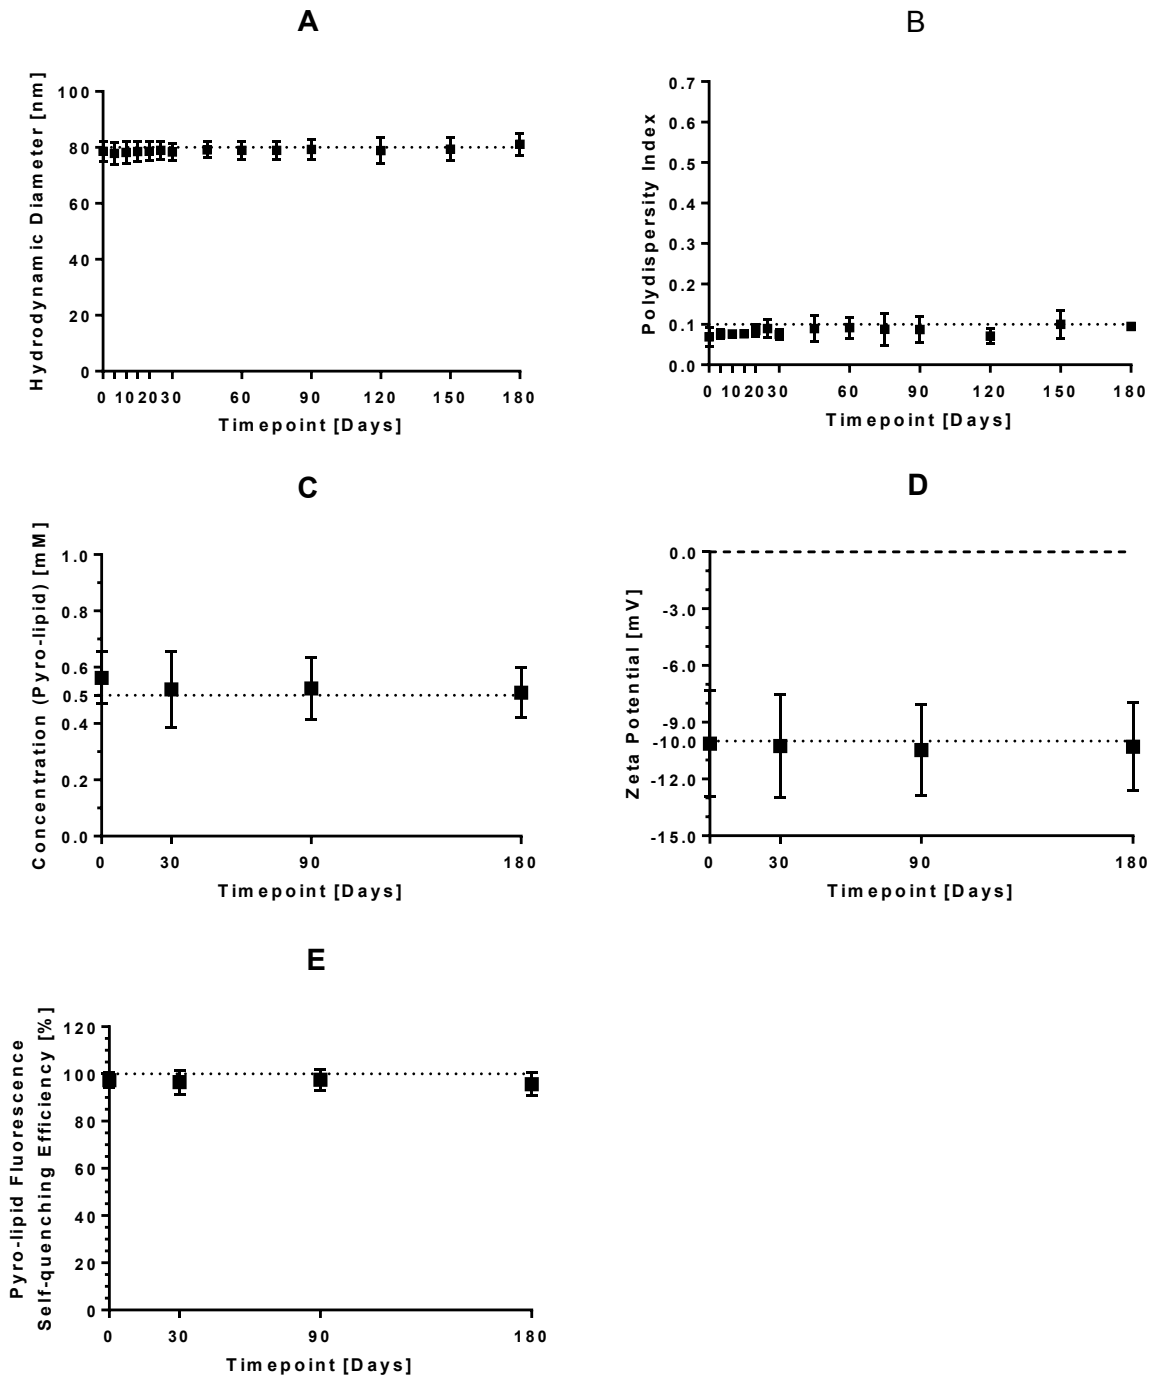 A
Hydrodynamic Diameter [nm]
100
80
60
40
20
0
0 10 20 30 60 90 120 150 180
Timepoint [Days]
B
Polydispersity Index
0.7
0.6
0.5
0.4
0.3
0.2
0.1
0.0
0 10 20 30 60 90 120 150 180
Timepoint [Days]
C
Concentration (Pyro-lipid) [mM]
1.0
0.8
0.6
0.5
0.4
0.2
0.0
0 30 90 180
Timepoint [Days]
D
Zeta Potential [mV]
0.0
-3.0
-6.0
-9.0
-10.0
-12.0
-15.0
0 30 90 180
Timepoint [Days]
E
Pyro-lipid Fluorescence
Self-quenching Efficiency [%]
120
100
80
60
40
20
0
0 30 90 180
Timepoint [Days]